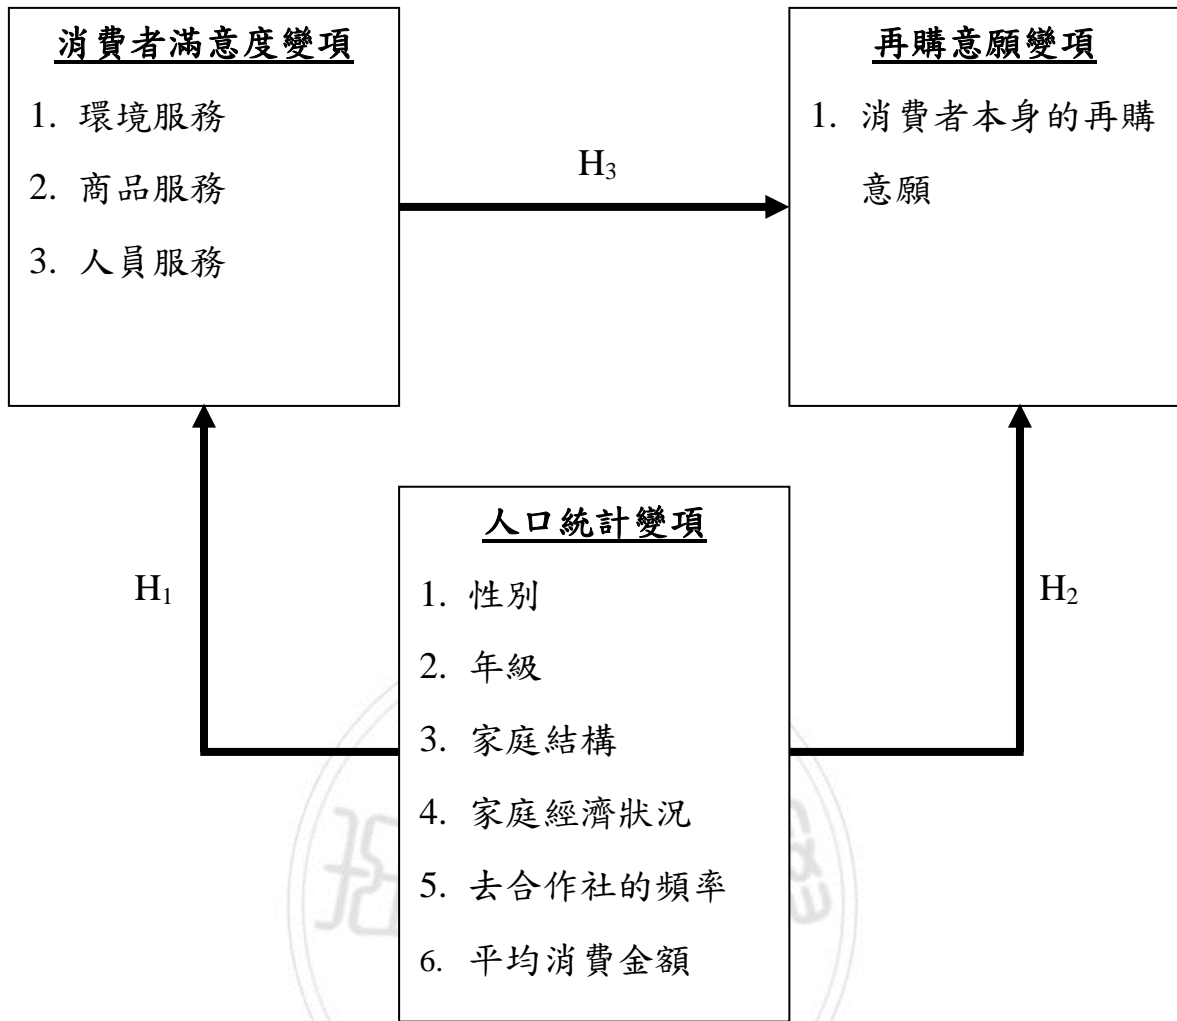 消費者滿意度變項
1. 環境服務
2. 商品服務
3. 人員服務
再購意願變項
1. 消費者本身的再購
意願
H₃
人口統計變項
1. 性別
2. 年級
3. 家庭結構
4. 家庭經濟狀況
5. 去合作社的頻率
6. 平均消費金額
H₁
H₂